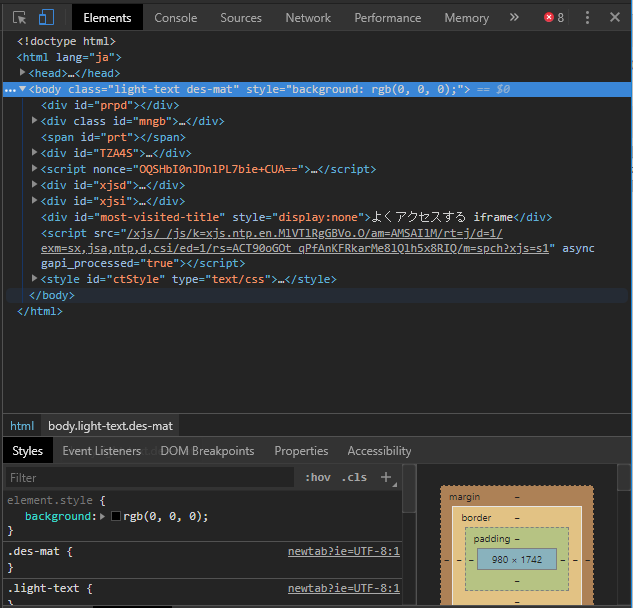 Elements Console Sources Network Performance Memory » 8
<!doctype html>
<html lang="ja">
<head>…</head>
<body class="light-text des-mat" style="background: rgb(0, 0, 0);"> == $0
<div id="prpd"></div>
<div class id="mngb">…</div>
<span id="prt"></span>
<div id="TZA4S">…</div>
<script nonce="OQSHbI0nJDnlPL7bie+CUA==">…</script>
<div id="xjsd">…</div>
<div id="xjsi">…</div>
<div id="most-visited-title" style="display:none">よくアクセスする iframe</div>
<script src="/xjs/_/js/k=xjs.ntp.en.MlVTlRgGBVo.O/am=AMSAIlM/rt=j/d=1/
exm=sx,jsa,ntp,d,csi/ed=1/rs=ACT90oGOt_qPfAnKFRkarMe8lQlh5x8RIQ/m=spch?xjs=s1" async
gapi_processed="true"></script>
<style id="ctStyle" type="text/css">…</style>
</body>
</html>
html body.light-text.des-mat
Styles Event Listeners DOM Breakpoints Properties Accessibility
Filter :hov .cls +
element.style {
background: rgb(0, 0, 0);
}
.des-mat { newtab?ie=UTF-8:1
}
.light-text { newtab?ie=UTF-8:1
margin –
border –
padding –
– – – 980 × 1742 – – –
–
–